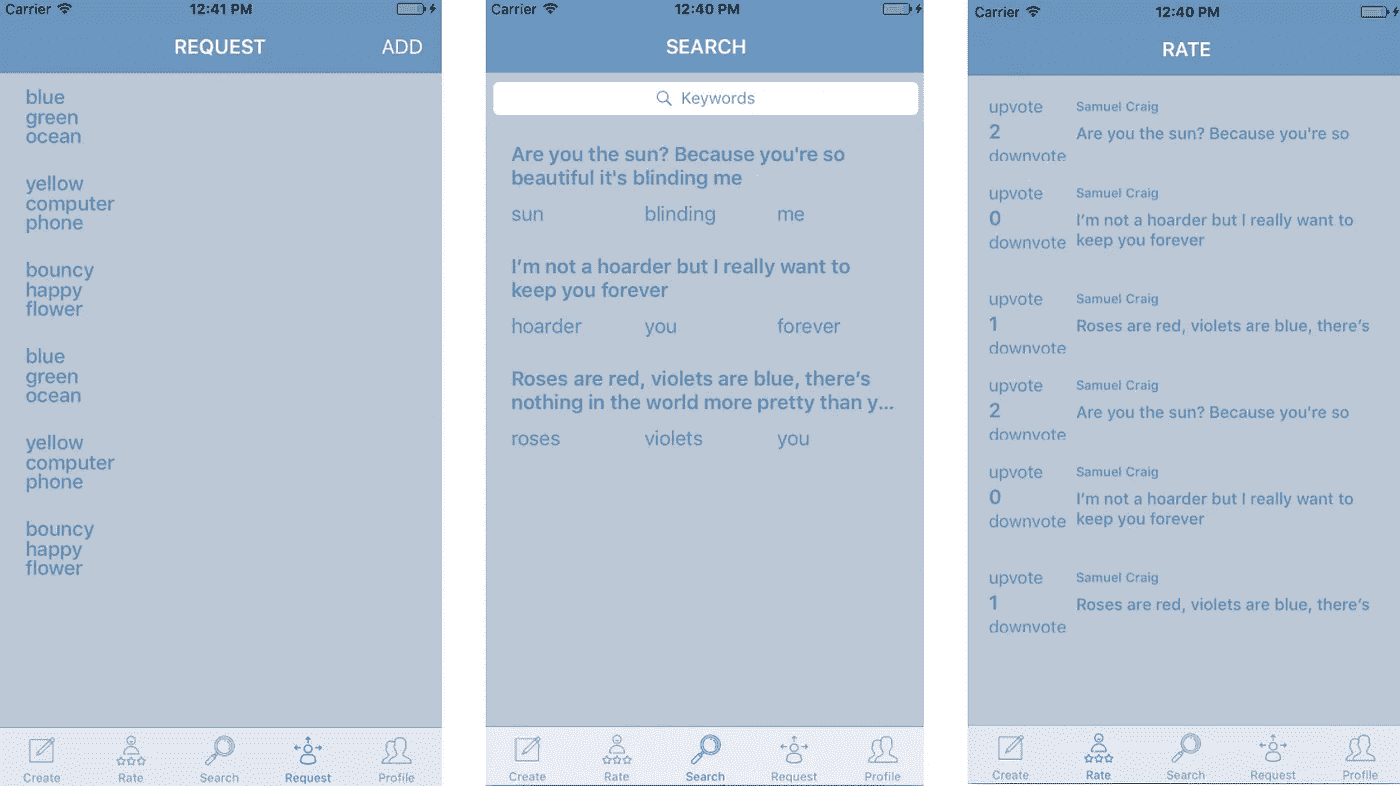 Carrier 12:41 PM
REQUEST ADD
blue
green
ocean
yellow
computer
phone
bouncy
happy
flower
blue
green
ocean
yellow
computer
phone
bouncy
happy
flower
Create Rate Search Request Profile
Carrier 12:40 PM
SEARCH
Keywords
Are you the sun? Because you're so
beautiful it's blinding me
sun blinding me
I’m not a hoarder but I really want to
keep you forever
hoarder you forever
Roses are red, violets are blue, there’s
nothing in the world more pretty than y...
roses violets you
Create Rate Search Request Profile
Carrier 12:40 PM
RATE
upvote Samuel Craig
2 Are you the sun? Because you're so
downvote
upvote Samuel Craig
0 I’m not a hoarder but I really want to
downvote keep you forever
upvote Samuel Craig
1 Roses are red, violets are blue, there’s
downvote
upvote Samuel Craig
2 Are you the sun? Because you're so
downvote
upvote Samuel Craig
0 I’m not a hoarder but I really want to
downvote keep you forever
upvote Samuel Craig
1 Roses are red, violets are blue, there’s
downvote
Create Rate Search Request Profile